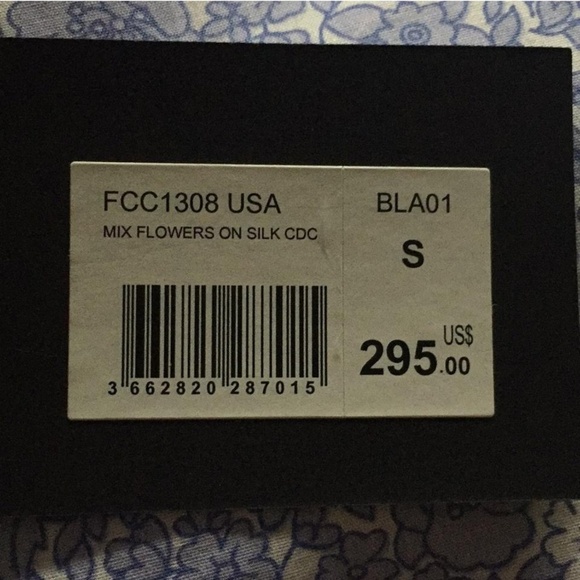 FCC1308 USA
MIX FLOWERS ON SILK CDC
3 662820 287015
BLA01
S
US$
295.00